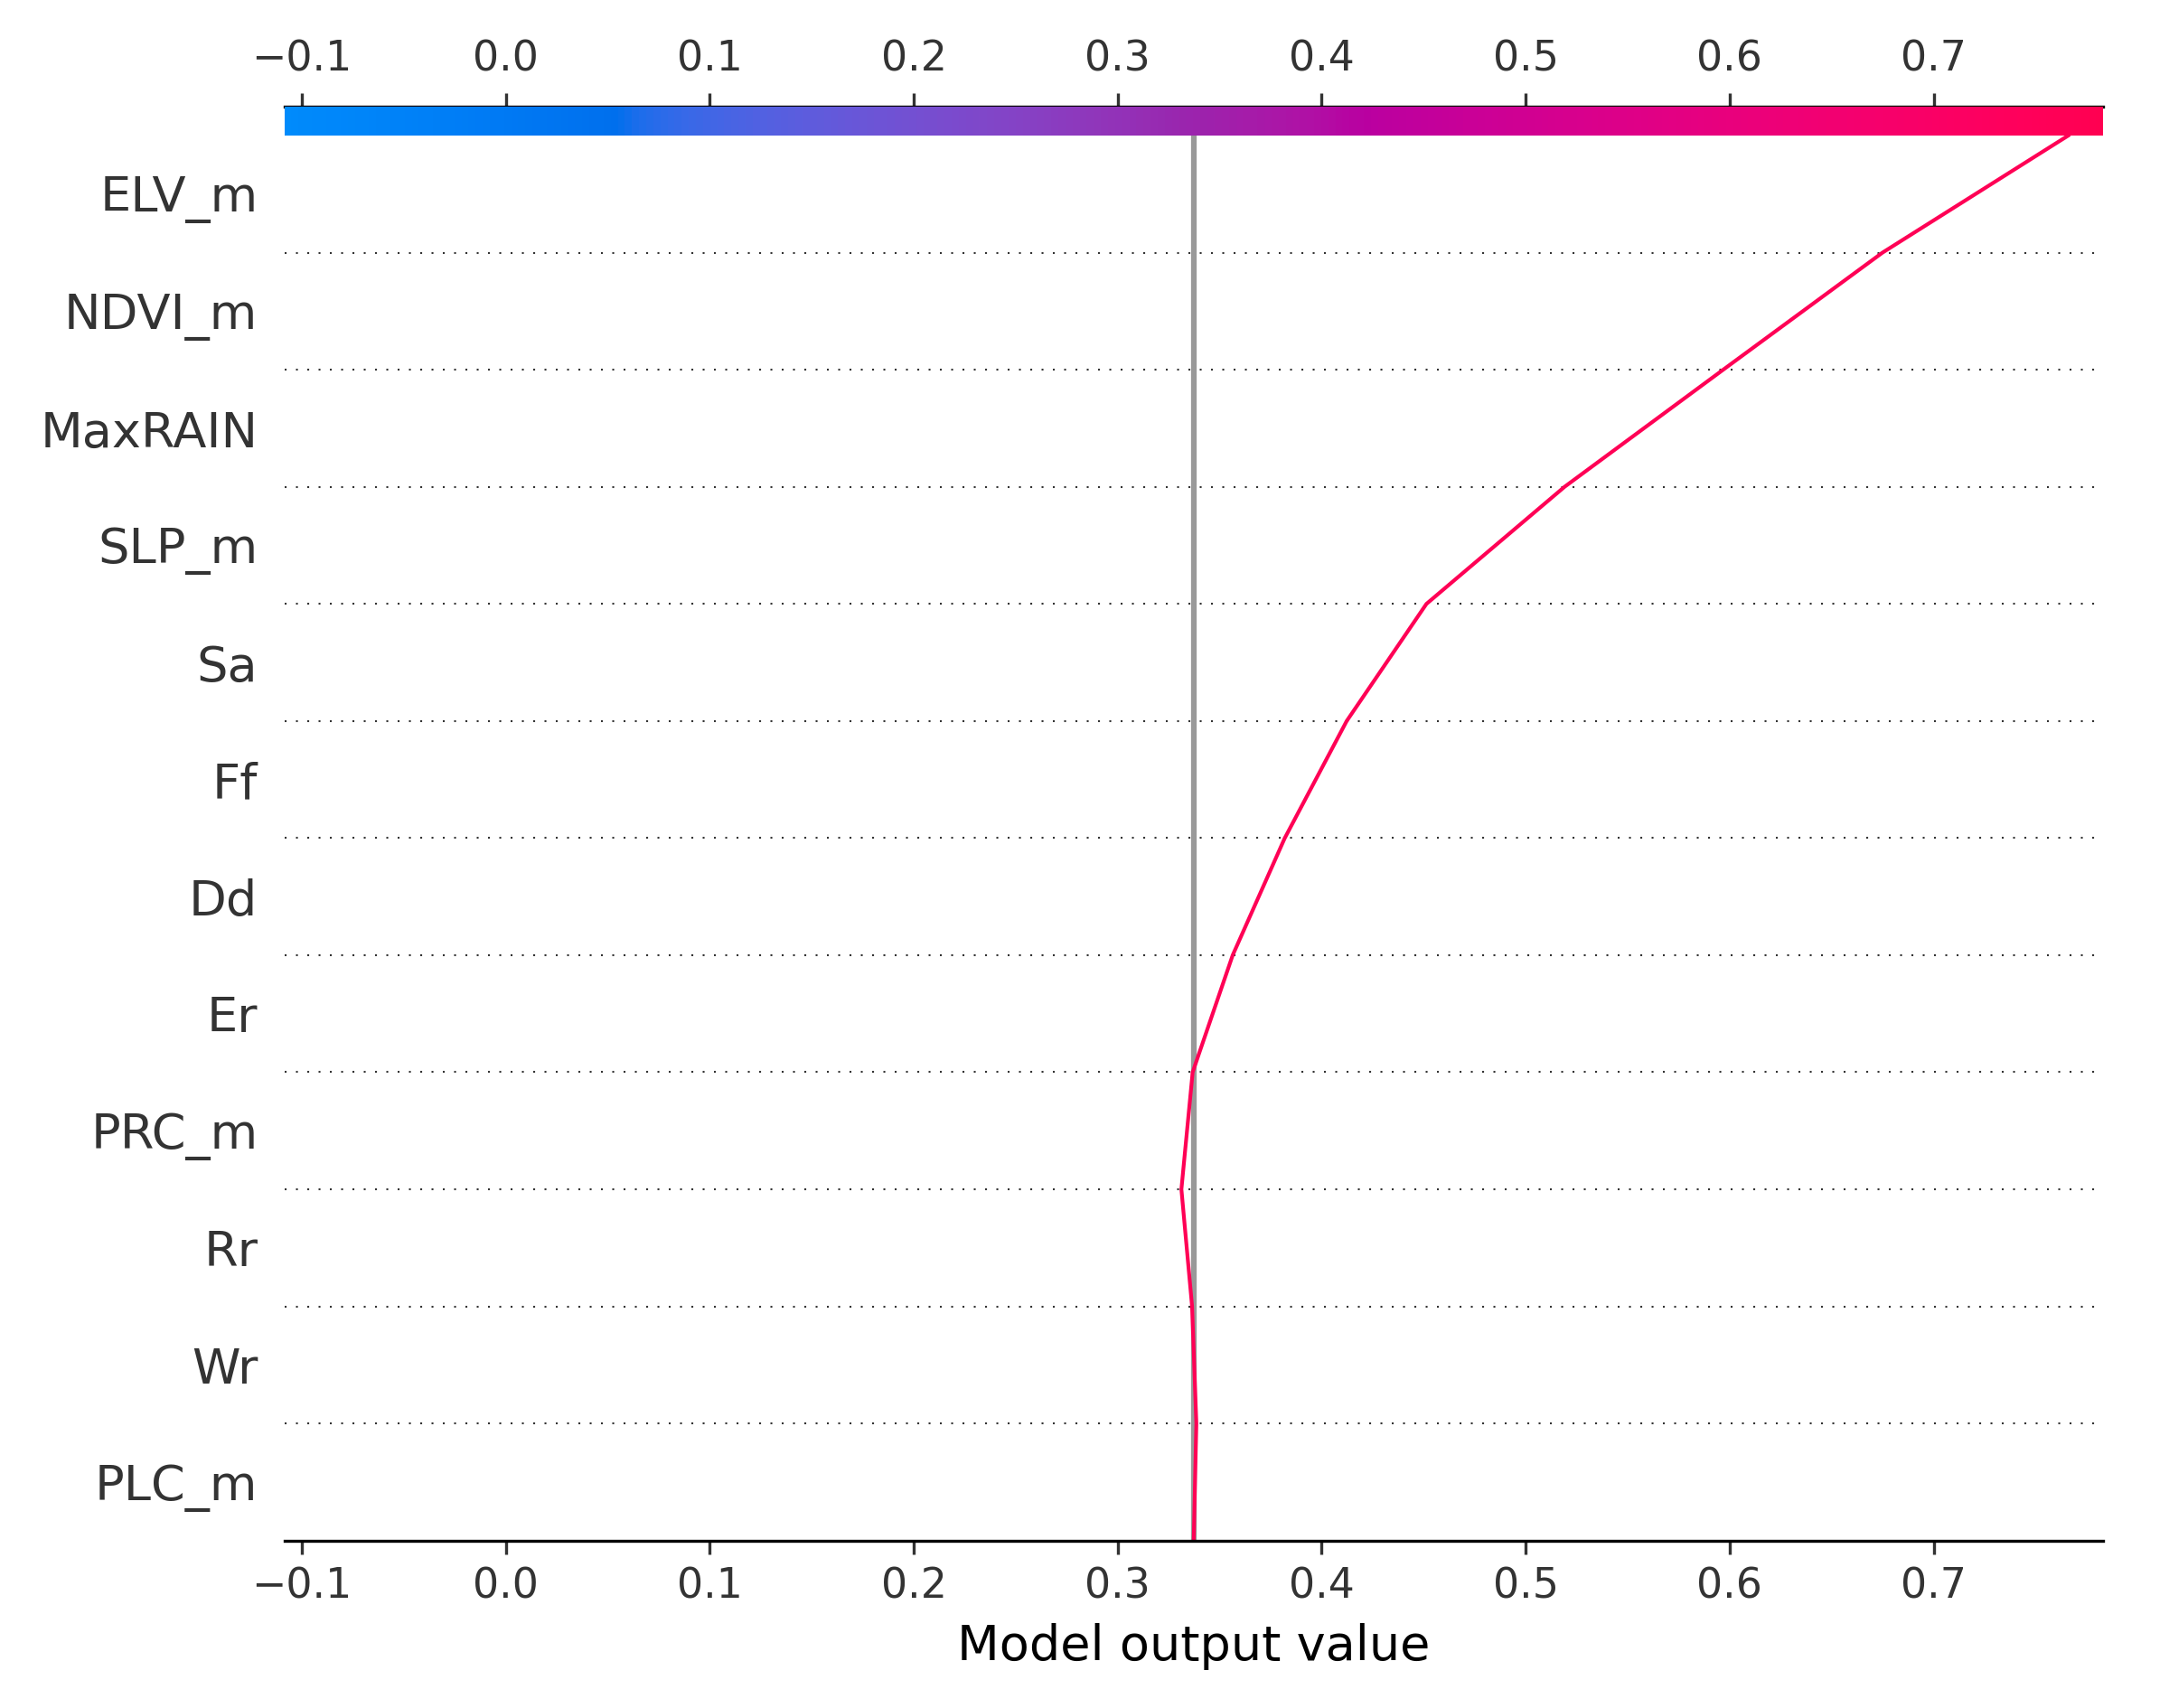 −0.1 0.0 0.1 0.2 0.3 0.4 0.5 0.6 0.7
ELV_m
NDVI_m
MaxRAIN
SLP_m
Sa
Ff
Dd
Er
PRC_m
Rr
Wr
PLC_m
−0.1 0.0 0.1 0.2 0.3 0.4 0.5 0.6 0.7
Model output value